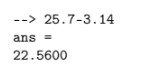 --> 25.7-3.14
ans =
22.5600